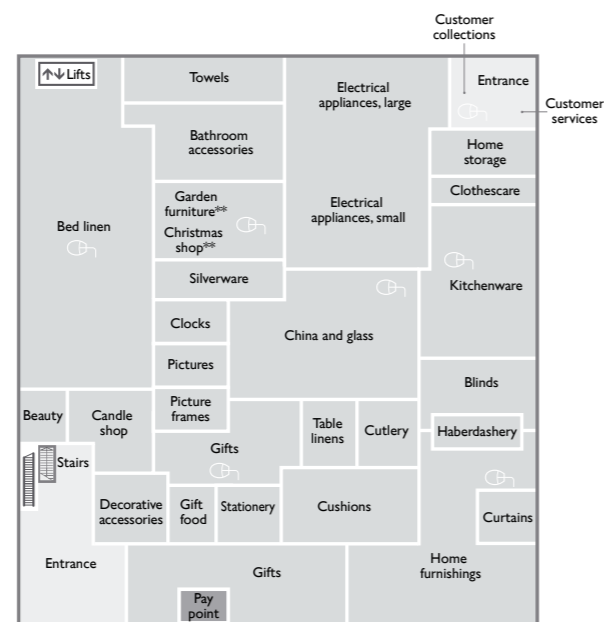 Customer
collections
Lifts
Towels
Electrical
appliances, large
Entrance
Customer
services
Bathroom
accessories
Home
storage
Clothescare
Garden
furniture**
Christmas
shop**
Electrical
appliances, small
Bed linen
Silverware
Kitchenware
Clocks
China and glass
Pictures
Blinds
Picture
frames
Beauty
Candle
shop
Table
linens
Cutlery
Haberdashery
Gifts
Stairs
Decorative
accessories
Gift
food
Stationery
Cushions
Curtains
Entrance
Gifts
Home
furnishings
Pay
point